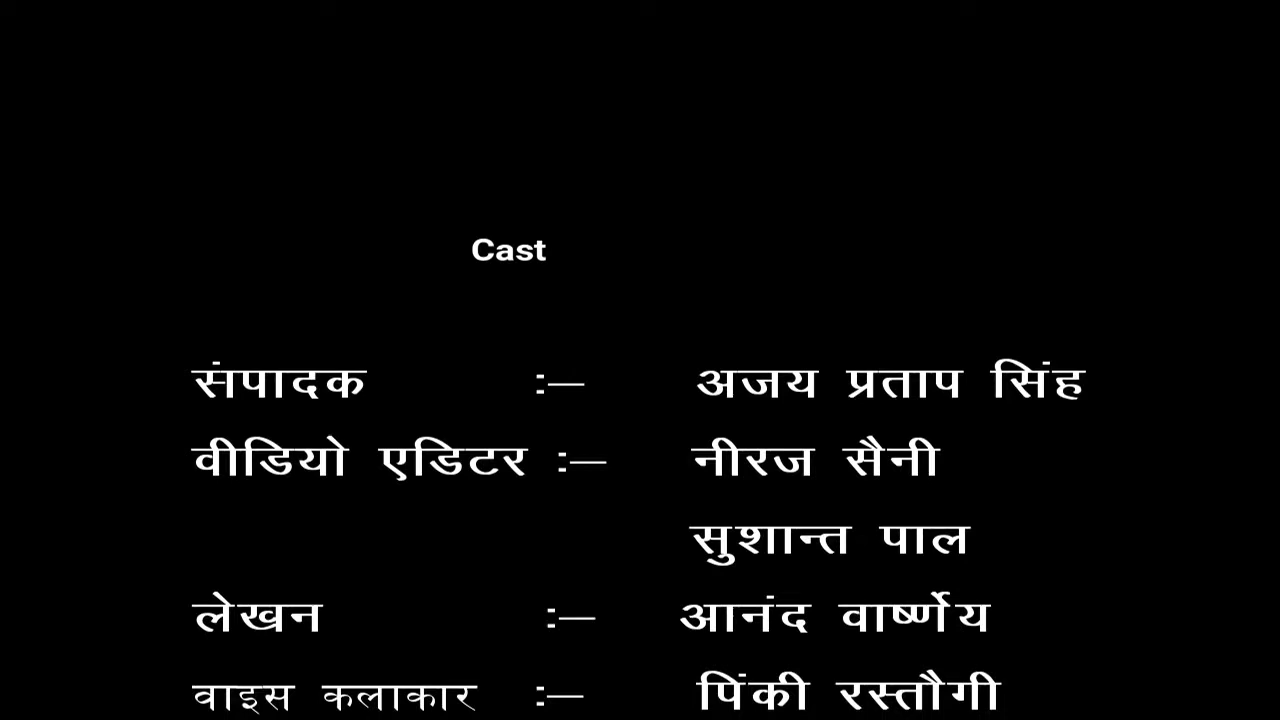 Cast
संपादक :— अजय प्रताप सिंह
वीडियो एडिटर :— नीरज सैनी
सुशान्त पाल
लेखन :— आनंद वार्ष्णेय
वाइस कलाकार :— पिंकी रस्तौगी